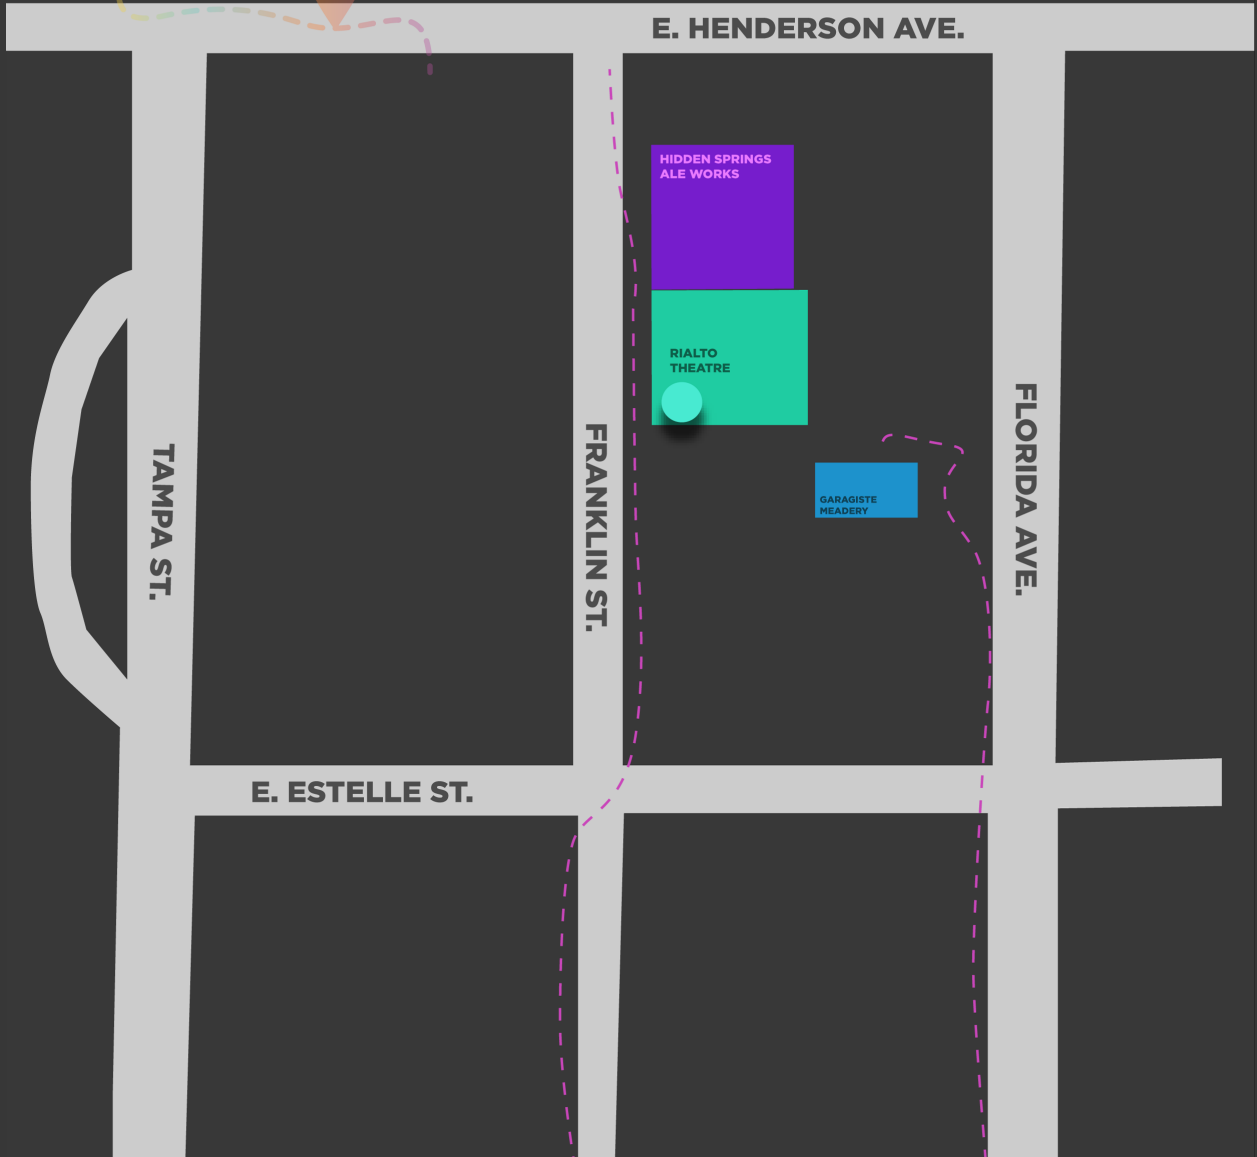 E. HENDERSON AVE.
HIDDEN SPRINGS
ALE WORKS
RIALTO
THEATRE
TAMPA ST.
FRANKLIN ST.
FLORIDA AVE.
GARAGISTE
MEADERY
E. ESTELLE ST.